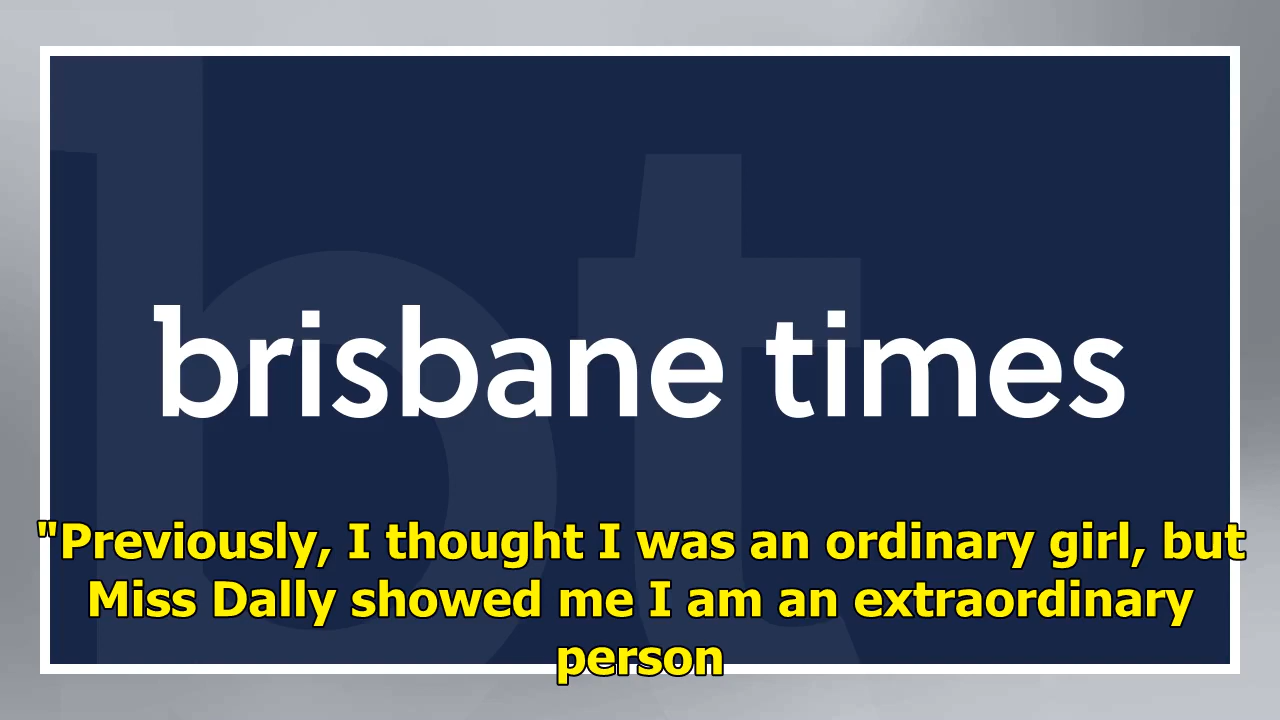 brisbane times
"Previously, I thought I was an ordinary girl, but
Miss Dally showed me I am an extraordinary
person